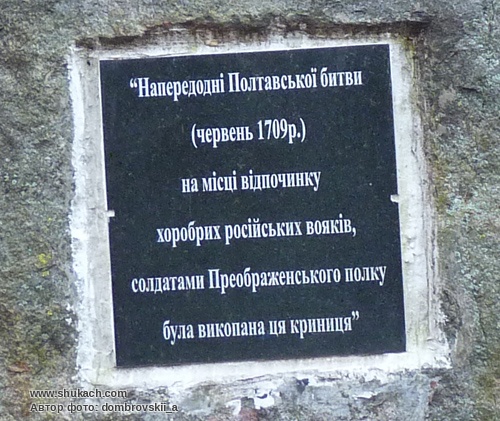 “Напередодні Полтавської битви
(червень 1709р.)
на місці відпочинку
хоробрих російських вояків,
солдатами Преображенського полку
була викопана ця криниця”
www.shukach.com
Автор фото: dombrovskii_a